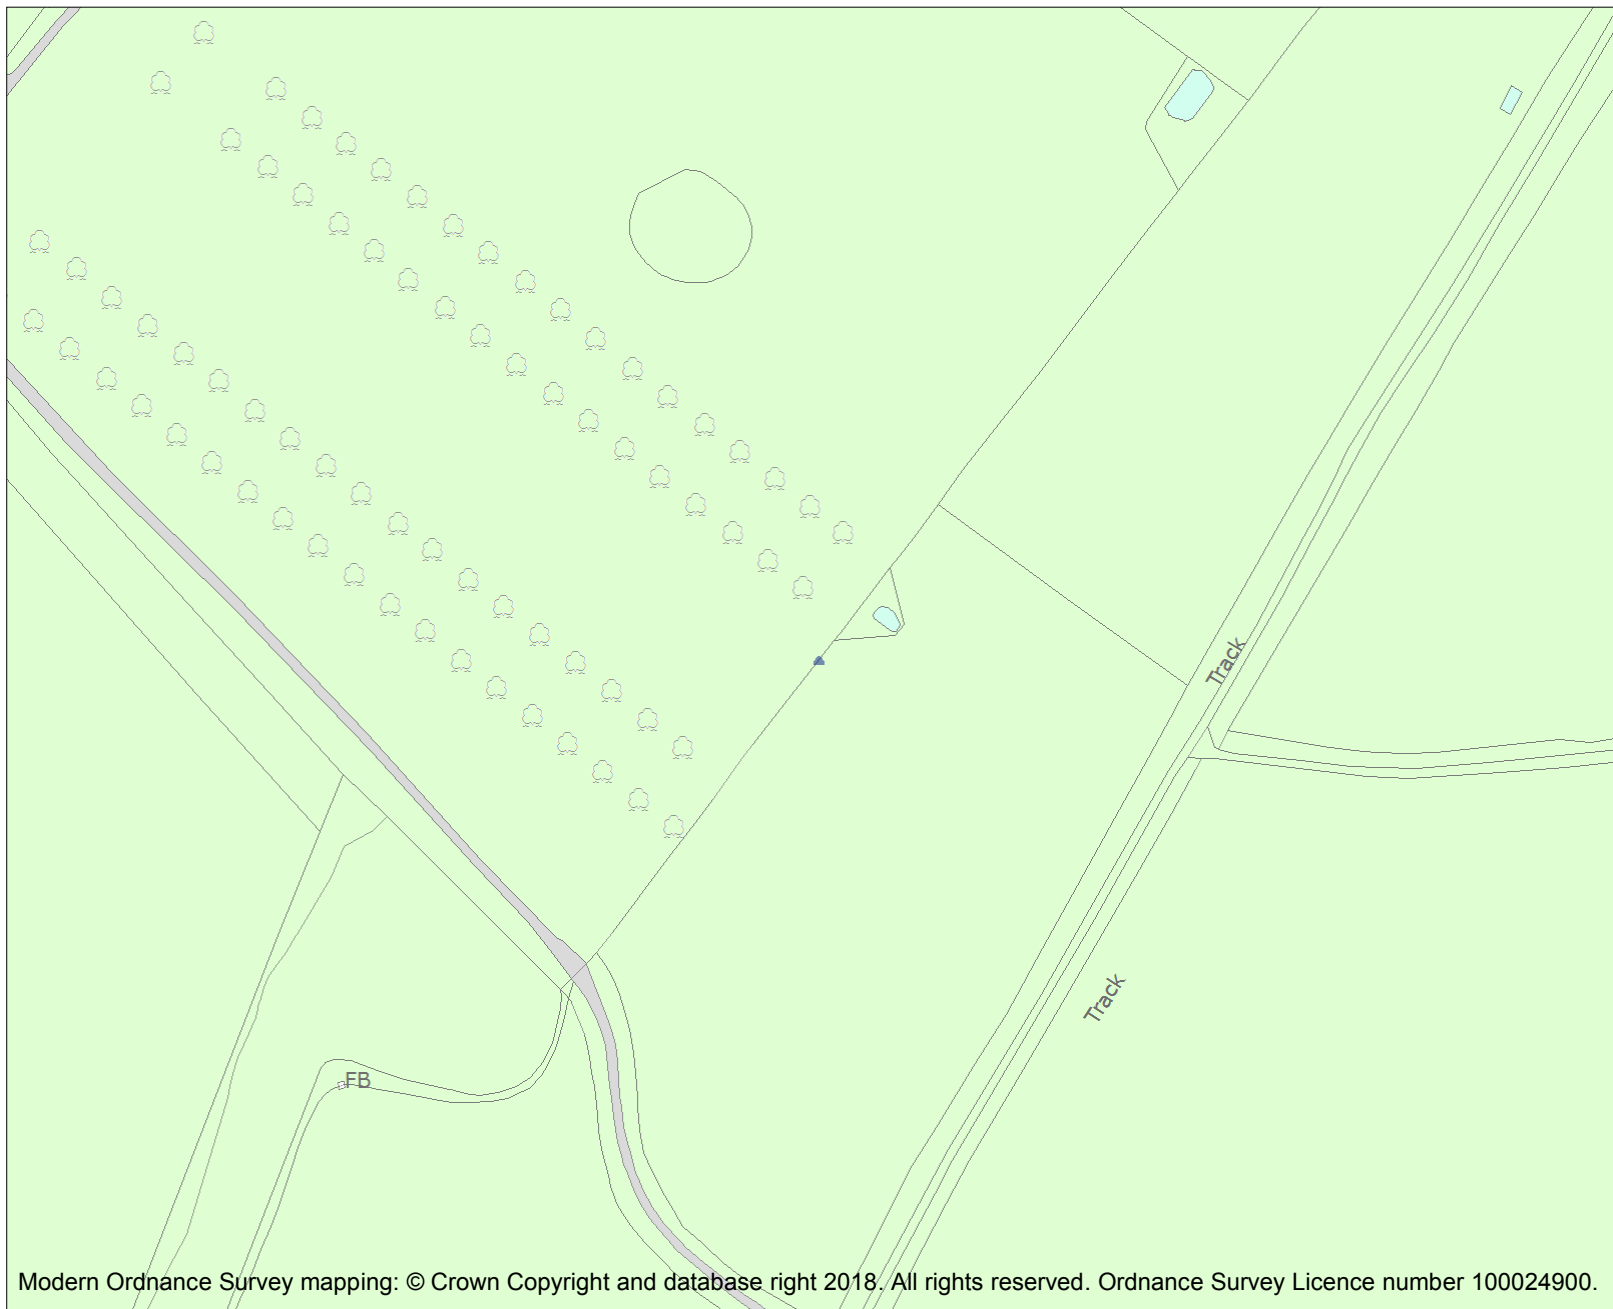 Track
Track
FB
Modern Ordnance Survey mapping: © Crown Copyright and database right 2018. All rights reserved. Ordnance Survey Licence number 100024900.